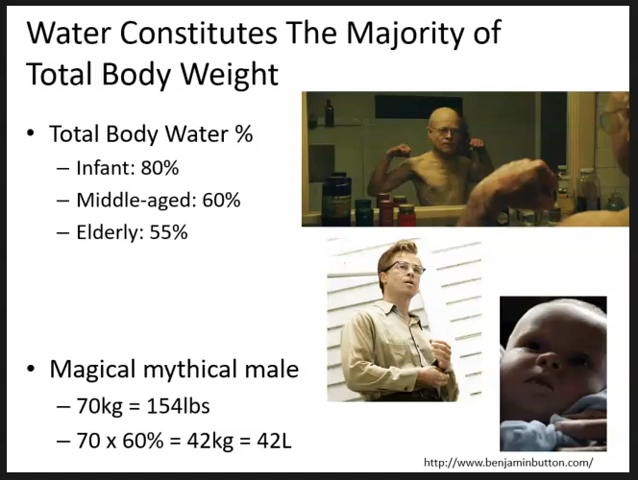 Water Constitutes The Majority of
Total Body Weight
• Total Body Water %
– Infant: 80%
– Middle-aged: 60%
– Elderly: 55%
• Magical mythical male
– 70kg = 154lbs
– 70 x 60% = 42kg = 42L
http://www.benjaminbutton.com/